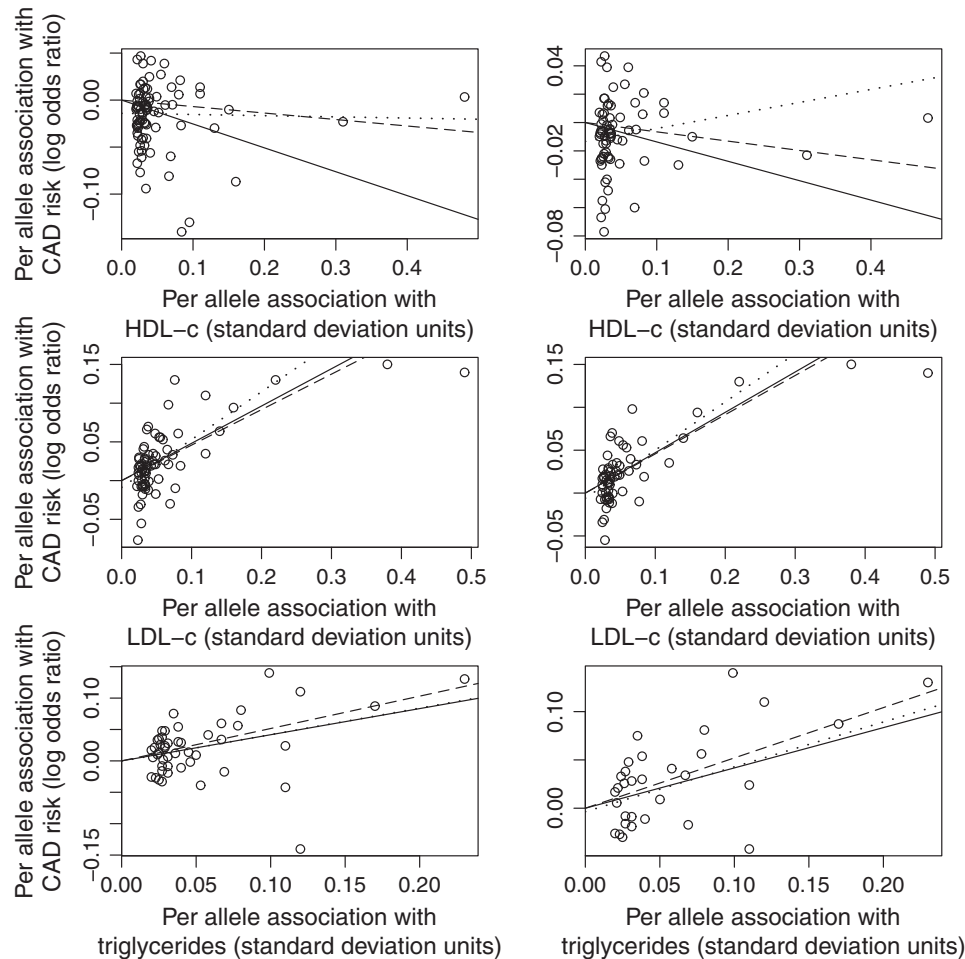 Per allele association with
CAD risk (log odds ratio)
0.00
−0.10
0.0 0.1 0.2 0.3 0.4
Per allele association with
HDL−c (standard deviation units)
0.04
−0.02
−0.08
0.0 0.1 0.2 0.3 0.4
Per allele association with
HDL−c (standard deviation units)
Per allele association with
CAD risk (log odds ratio)
0.15
0.05
−0.05
0.0 0.1 0.2 0.3 0.4 0.5
Per allele association with
LDL−c (standard deviation units)
0.15
0.05
−0.05
0.0 0.1 0.2 0.3 0.4 0.5
Per allele association with
LDL−c (standard deviation units)
Per allele association with
CAD risk (log odds ratio)
0.10
0.00
−0.15
0.00 0.05 0.10 0.15 0.20
Per allele association with
triglycerides (standard deviation units)
0.10
0.00
0.00 0.05 0.10 0.15 0.20
Per allele association with
triglycerides (standard deviation units)